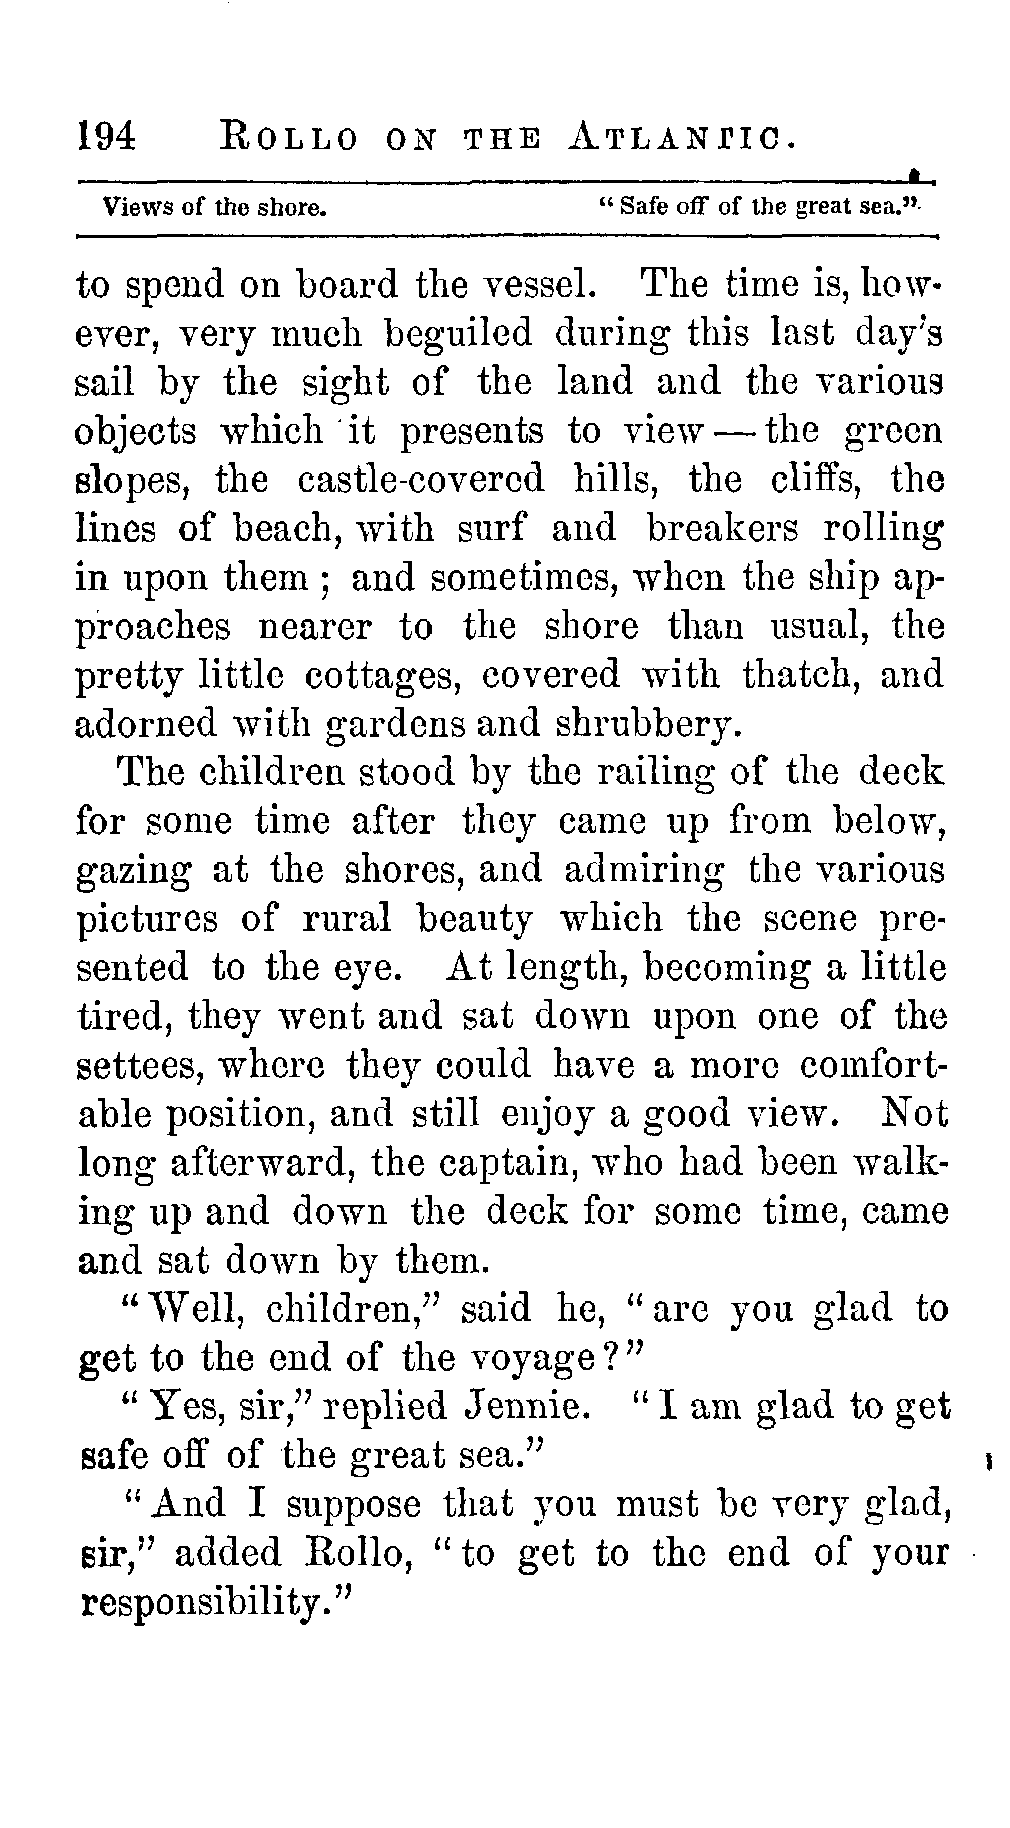 194 ROLLO ON THE ATLANTIC.
Views of the shore. “Safe off of the great sea.”
to spend on board the vessel. The time is, how-
ever, very much beguiled during this last day’s
sail by the sight of the land and the various
objects which it presents to view — the green
slopes, the castle-covered hills, the cliffs, the
lines of beach, with surf and breakers rolling
in upon them ; and sometimes, when the ship ap-
proaches nearer to the shore than usual, the
pretty little cottages, covered with thatch, and
adorned with gardens and shrubbery.
The children stood by the railing of the deck
for some time after they came up from below,
gazing at the shores, and admiring the various
pictures of rural beauty which the scene pre-
sented to the eye. At length, becoming a little
tired, they went and sat down upon one of the
settees, where they could have a more comfort-
able position, and still enjoy a good view. Not
long afterward, the captain, who had been walk-
ing up and down the deck for some time, came
and sat down by them.
“Well, children,” said he, “are you glad to
get to the end of the voyage?”
“Yes, sir,” replied Jennie. “I am glad to get
safe off of the great sea.”
“And I suppose that you must be very glad,
sir,” added Rollo, “to get to the end of your
responsibility.”